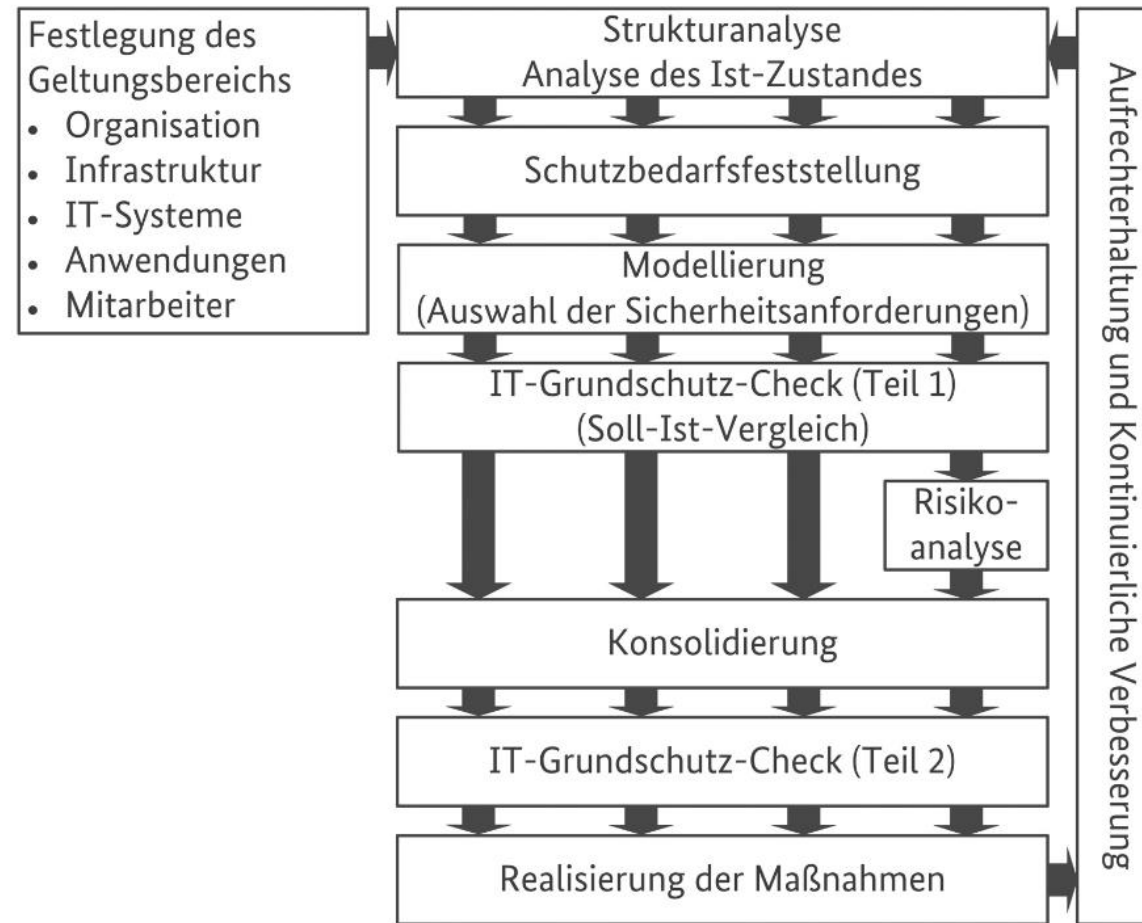 Festlegung des
Geltungsbereichs
• Organisation
• Infrastruktur
• IT-Systeme
• Anwendungen
• Mitarbeiter
Strukturanalyse
Analyse des Ist-Zustandes
Schutzbedarfsfeststellung
Modellierung
(Auswahl der Sicherheitsanforderungen)
IT-Grundschutz-Check (Teil 1)
(Soll-Ist-Vergleich)
Risiko-
analyse
Konsolidierung
IT-Grundschutz-Check (Teil 2)
Realisierung der Maßnahmen
Aufrechterhaltung und Kontinuierliche Verbesserung